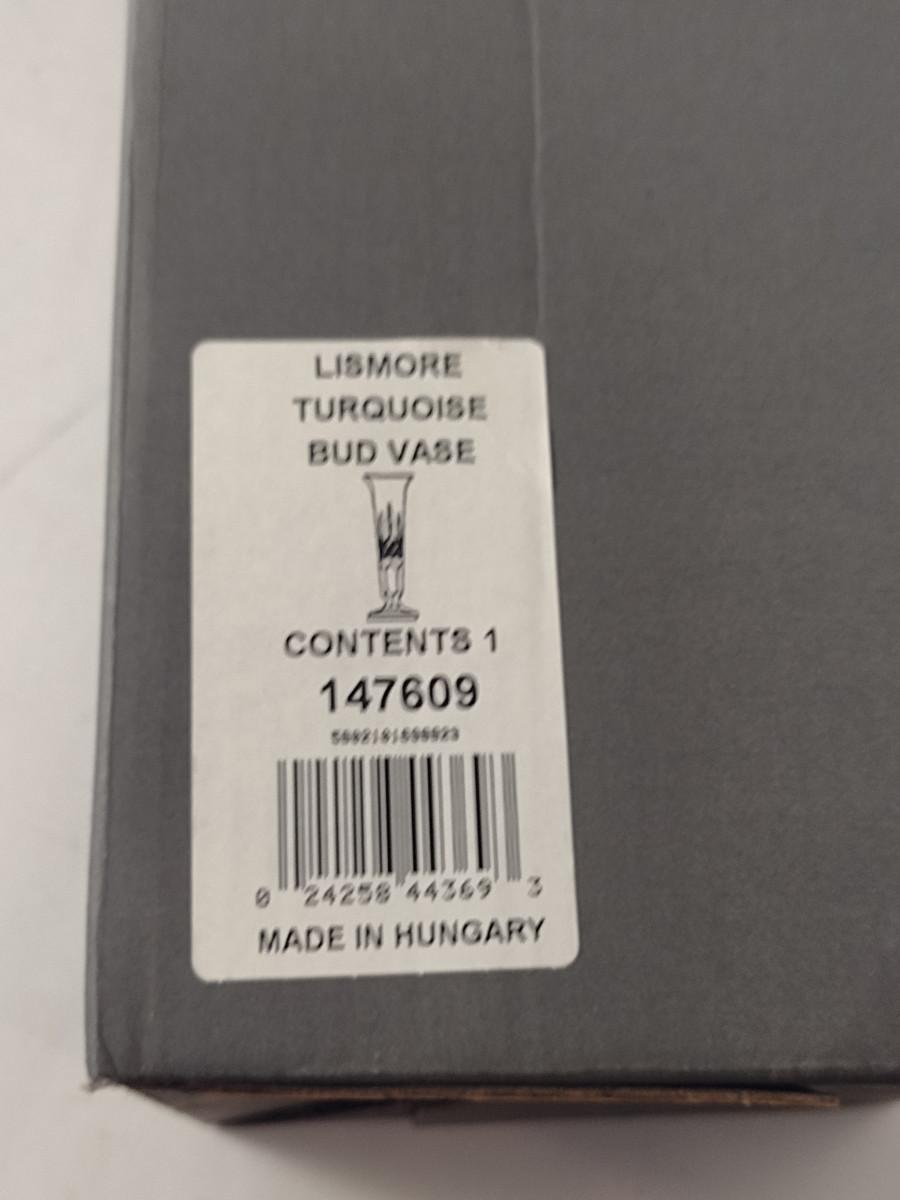 LISMORE
TURQUOISE
BUD VASE
CONTENTS 1
147609
0 24258 44369 3
MADE IN HUNGARY